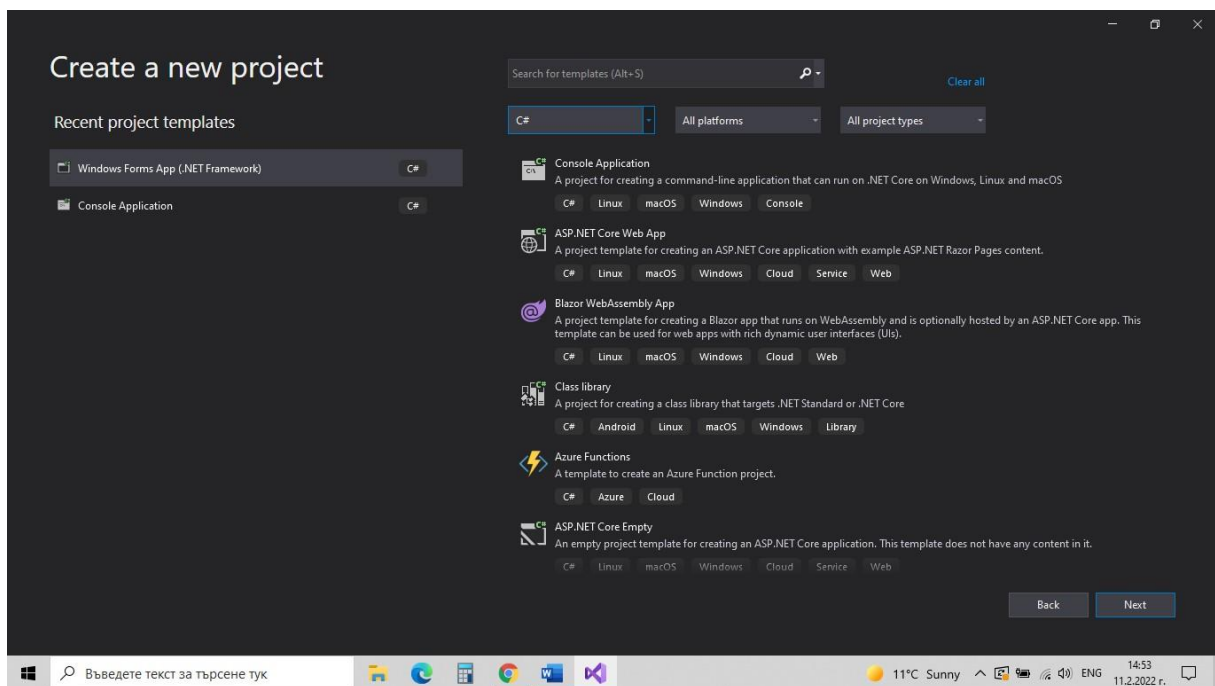 Create a new project
Recent project templates
Windows Forms App (.NET Framework) C#
Console Application C#
Search for templates (Alt+S)
Clear all
C# All platforms All project types
Console Application
A project for creating a command-line application that can run on .NET Core on Windows, Linux and macOS
C# Linux macOS Windows Console
ASP.NET Core Web App
A project template for creating an ASP.NET Core application with example ASP.NET Razor Pages content.
C# Linux macOS Windows Cloud Service Web
Blazor WebAssembly App
A project template for creating a Blazor app that runs on WebAssembly and is optionally hosted by an ASP.NET Core app. This
template can be used for web apps with rich dynamic user interfaces (UIs).
C# Linux macOS Windows Cloud Web
Class library
A project for creating a class library that targets .NET Standard or .NET Core
C# Android Linux macOS Windows Library
Azure Functions
A template to create an Azure Function project.
C# Azure Cloud
ASP.NET Core Empty
An empty project template for creating an ASP.NET Core application. This template does not have any content in it.
C# Linux macOS Windows Cloud Service Web
Back Next
Въведете текст за търсене тук
11°C Sunny ENG 14:53
11.2.2022 г.